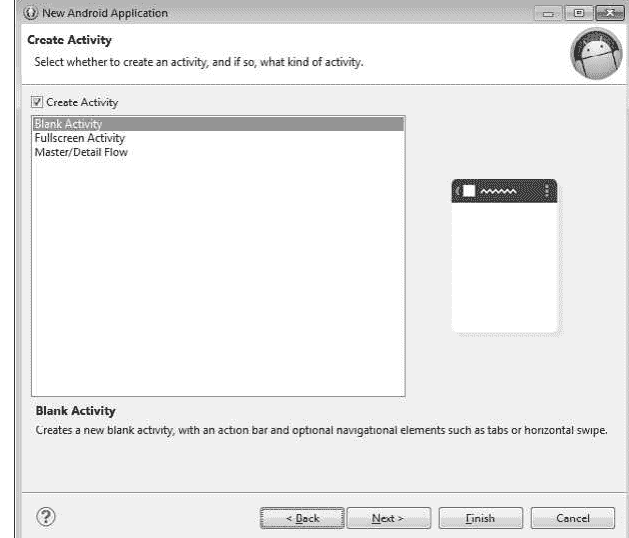 New Android Application
Create Activity
Select whether to create an activity, and if so, what kind of activity.
Create Activity
Blank Activity
Fullscreen Activity
Master/Detail Flow
Blank Activity
Creates a new blank activity, with an action bar and optional navigational elements such as tabs or horizontal swipe.
?
< Back
Next >
Finish
Cancel